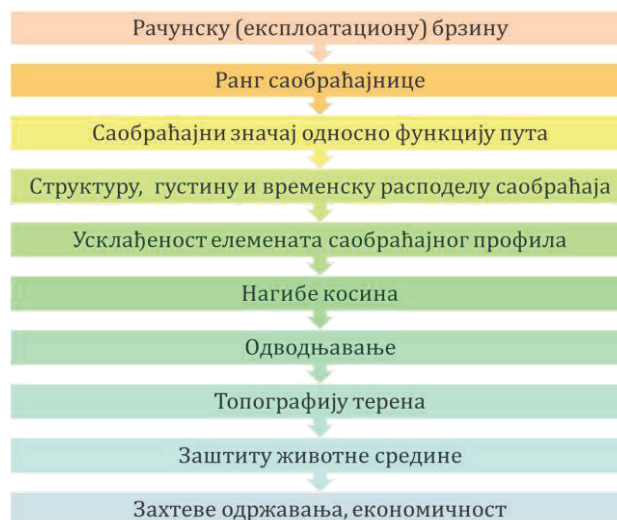 Рачунску (експлоатациону) брзину
Ранг саобраћајнице
Саобраћајни значај односно функцију пута
Структуру, густину и временску расподелу саобраћаја
Усклађеност елемената саобраћајног профила
Нагибе косина
Одводњавање
Топографију терена
Заштиту животне средине
Захтеве одржавања, економичност